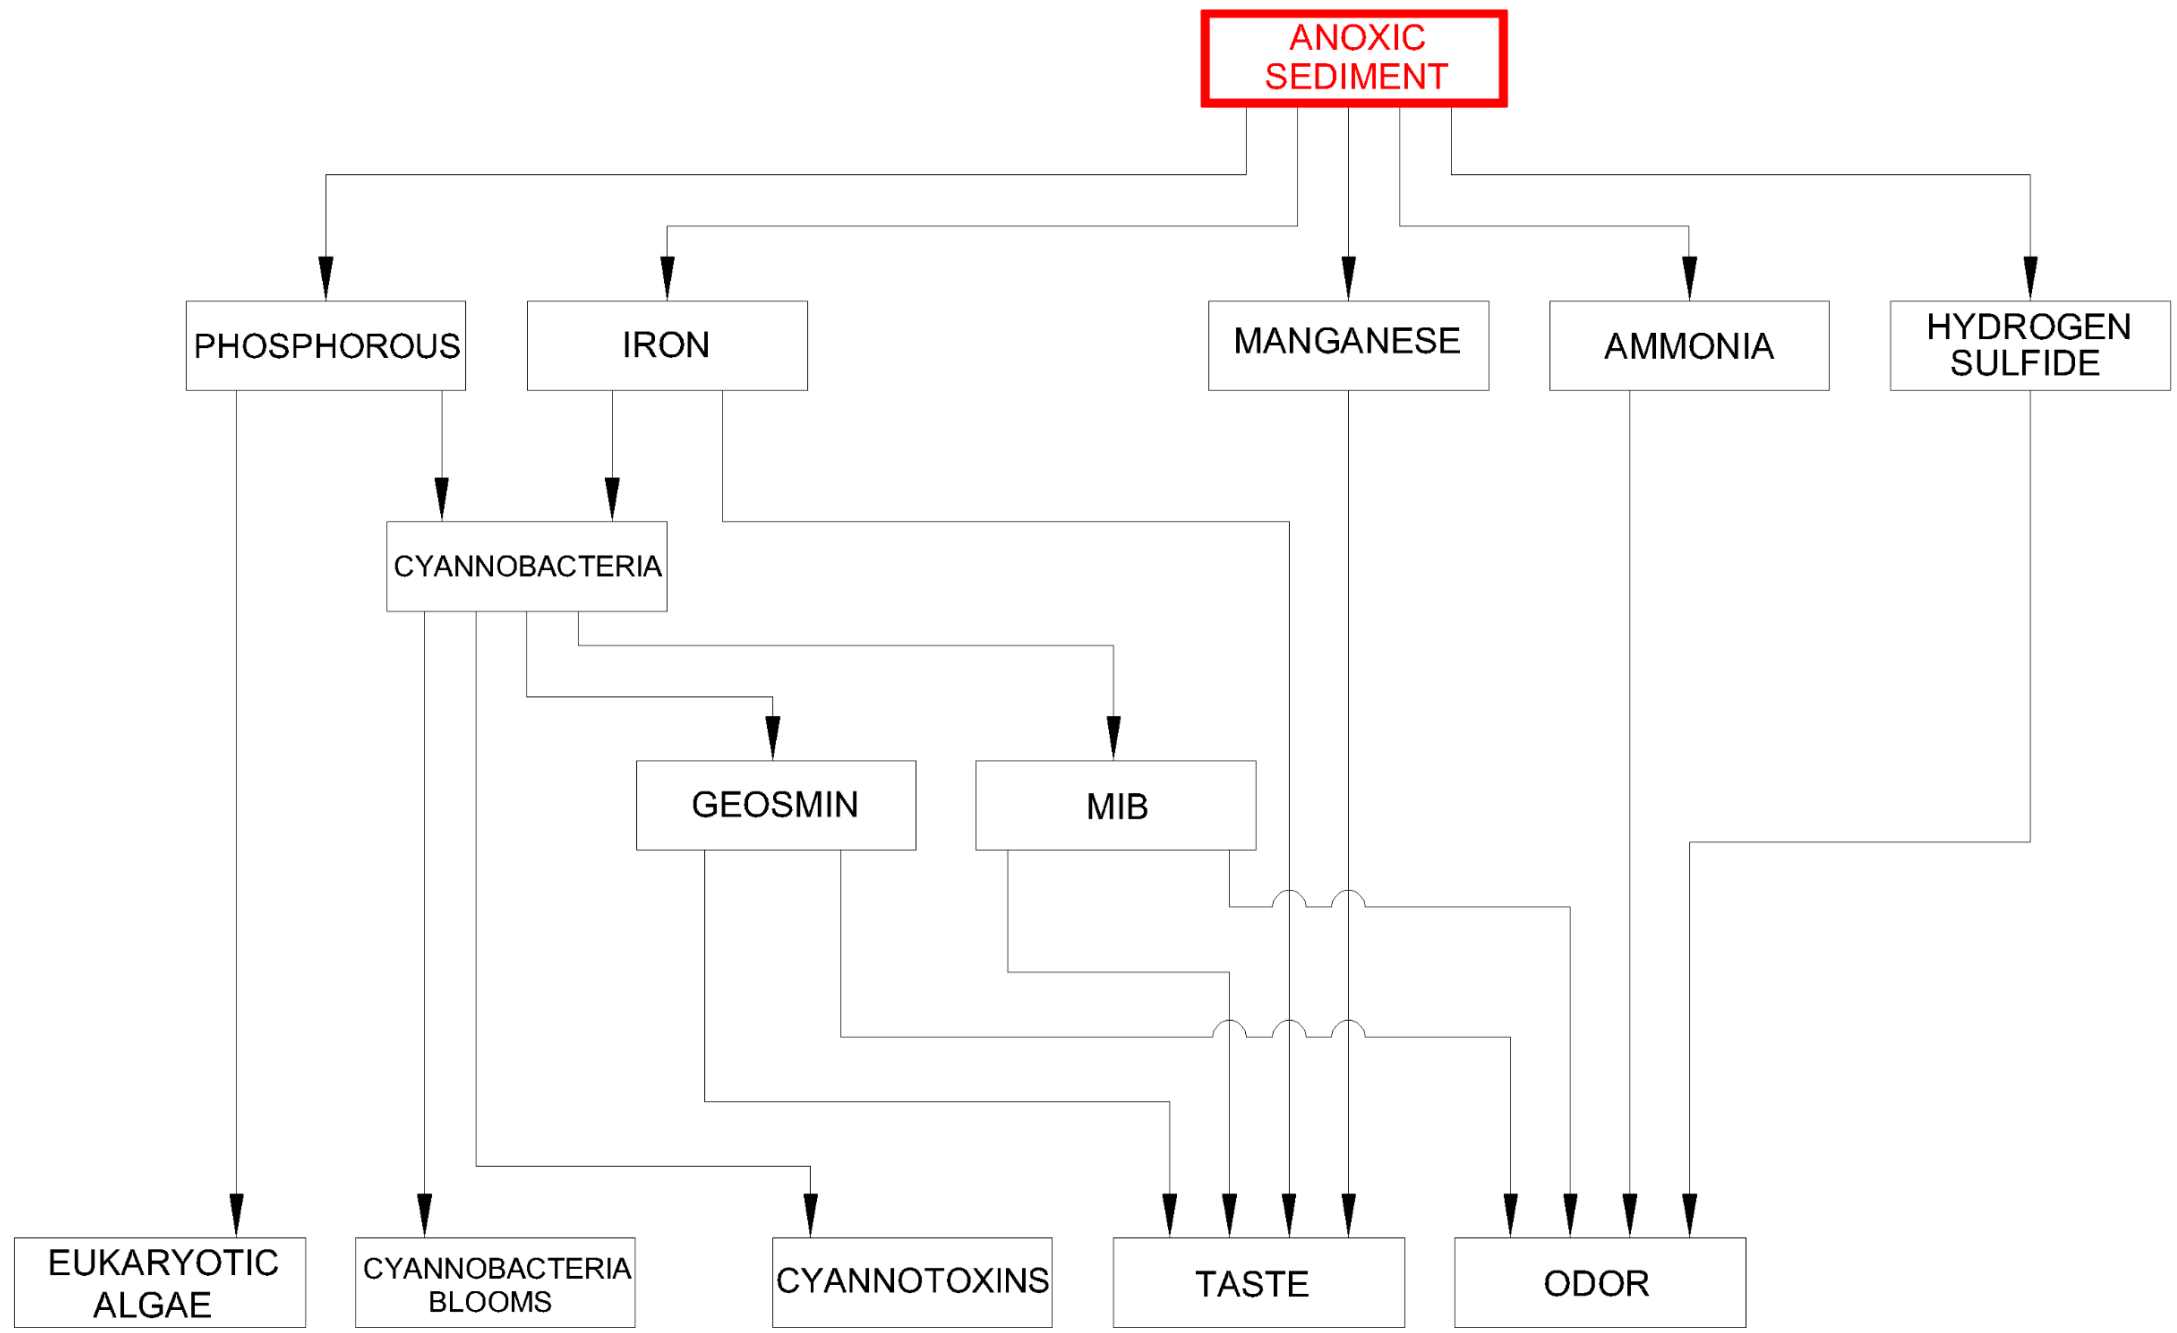 ANOXIC
SEDIMENT
PHOSPHOROUS
IRON
MANGANESE
AMMONIA
HYDROGEN
SULFIDE
CYANNOBACTERIA
GEOSMIN
MIB
EUKARYOTIC
ALGAE
CYANNOBACTERIA
BLOOMS
CYANNOTOXINS
TASTE
ODOR